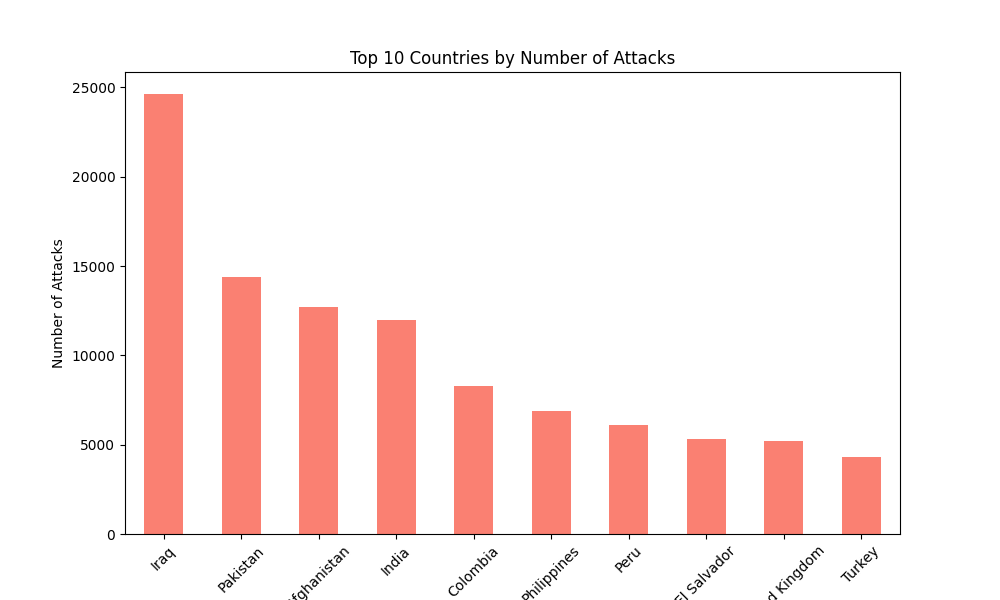 Top 10 Countries by Number of Attacks
Number of Attacks
25000
20000
15000
10000
5000
0
Iraq
Pakistan
fghanistan
India
Colombia
Philippines
Peru
El Salvador
d Kingdom
Turkey